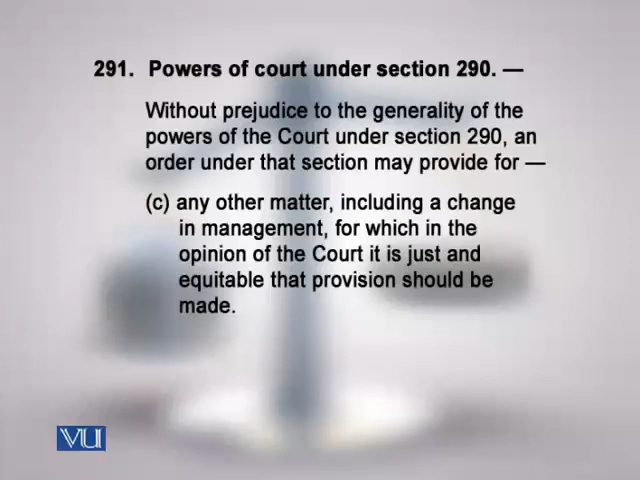 291. Powers of court under section 290. —
Without prejudice to the generality of the
powers of the Court under section 290, an
order under that section may provide for —
(c) any other matter, including a change
in management, for which in the
opinion of the Court it is just and
equitable that provision should be
made.
VU